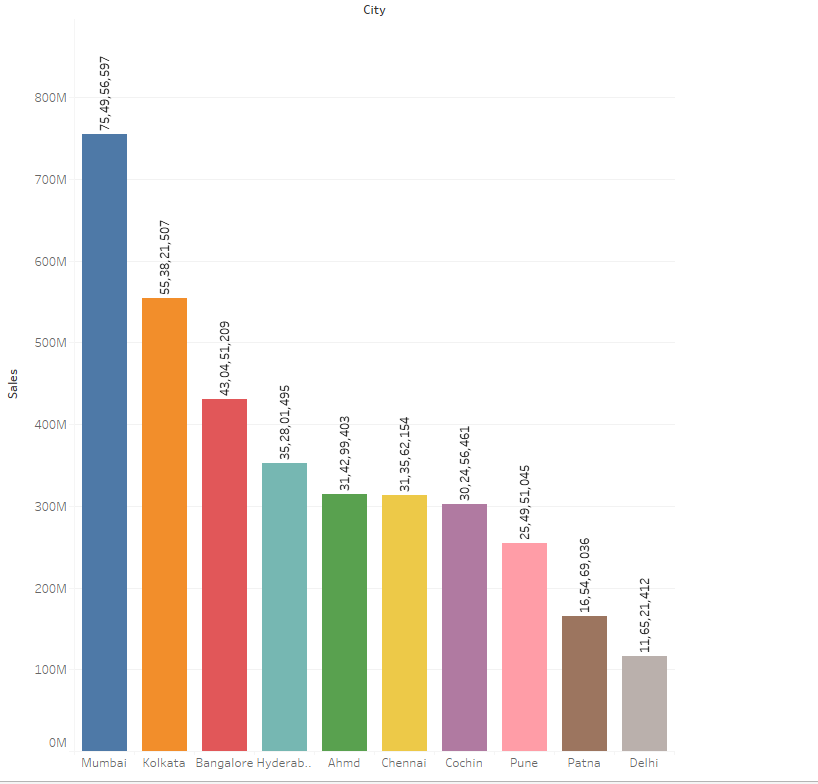 City
800M
700M
600M
500M
400M
300M
200M
100M
0M
Sales
75,49,56,597
55,38,21,507
43,04,51,209
35,28,01,495
31,42,99,403
31,35,62,154
30,24,56,461
25,49,51,045
16,54,69,036
11,65,21,412
Mumbai Kolkata Bangalore Hyderab.. Ahmd Chennai Cochin Pune Patna Delhi